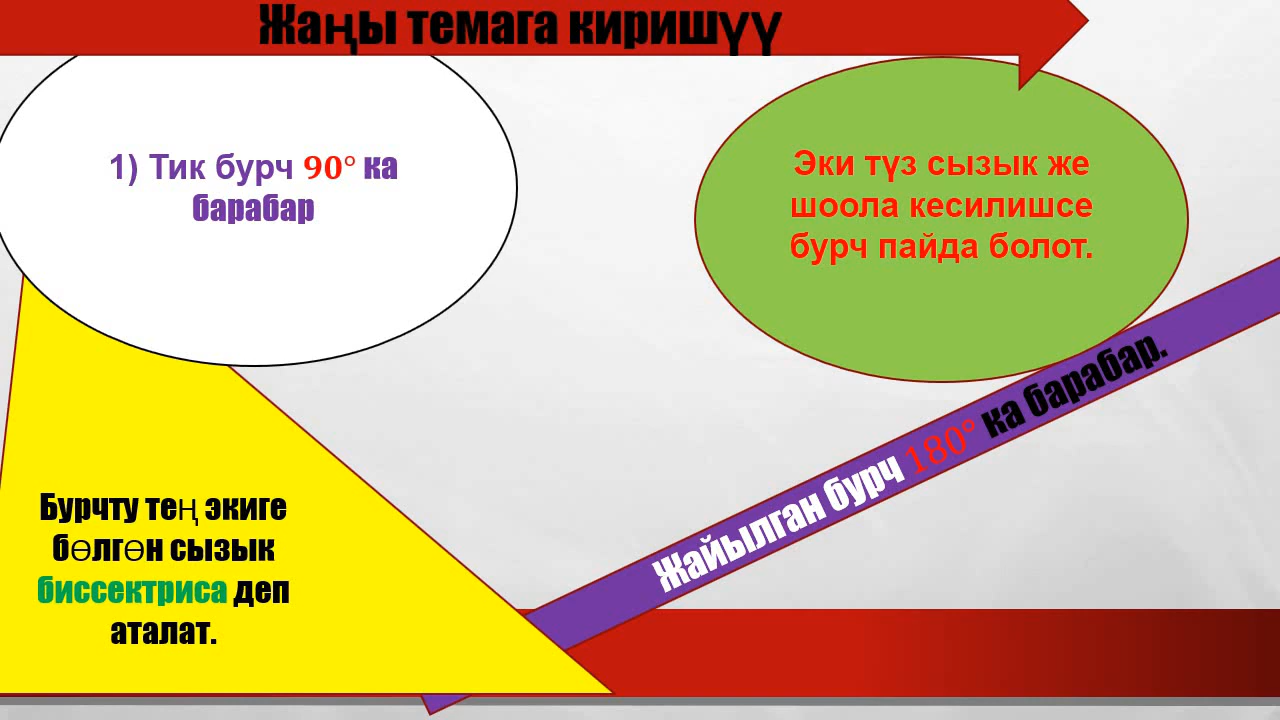 Жаңы темага киришүү
1) Тик бурч 90° ка
барабар
Эки түз сызык же
шоола кесилишсе
бурч пайда болот.
Жайылган бурч 180° ка барабар.
Бурчту тең экиге
бөлгөн сызык
биссектриса деп
аталат.